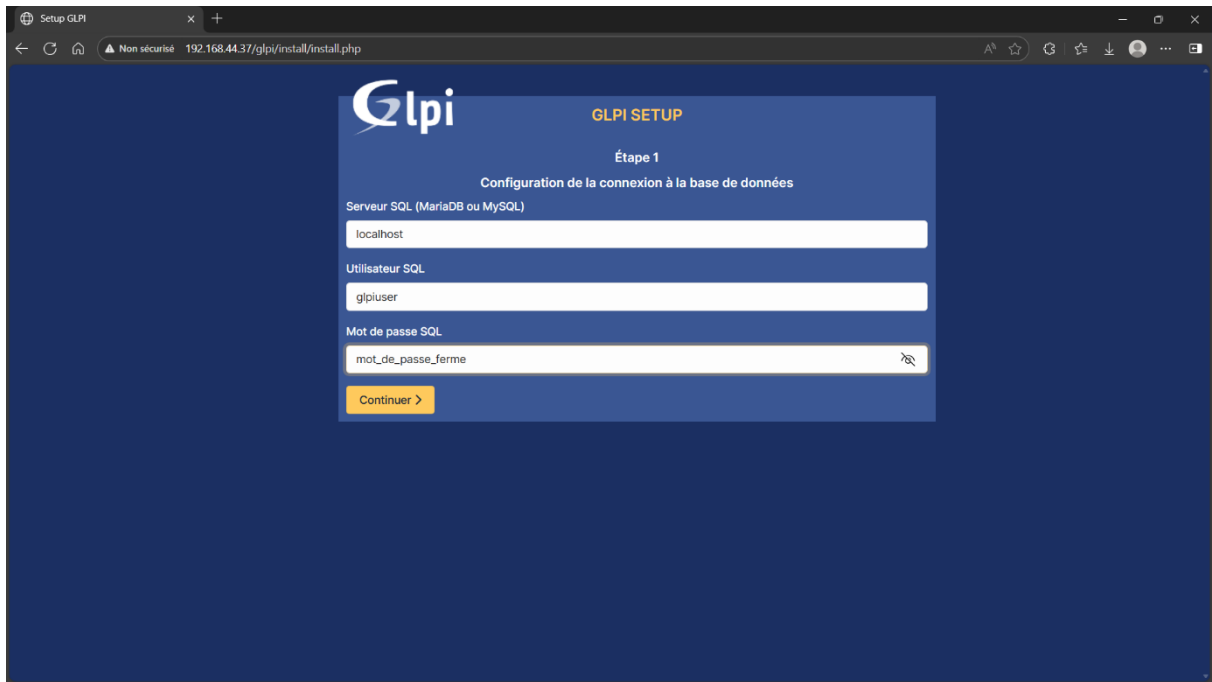 Setup GLPI
Non sécurisé 192.168.44.37/glpi/install/install.php
Glpi
GLPI SETUP
Étape 1
Configuration de la connexion à la base de données
Serveur SQL (MariaDB ou MySQL)
localhost
Utilisateur SQL
glpiuser
Mot de passe SQL
mot_de_passe_ferme
Continuer